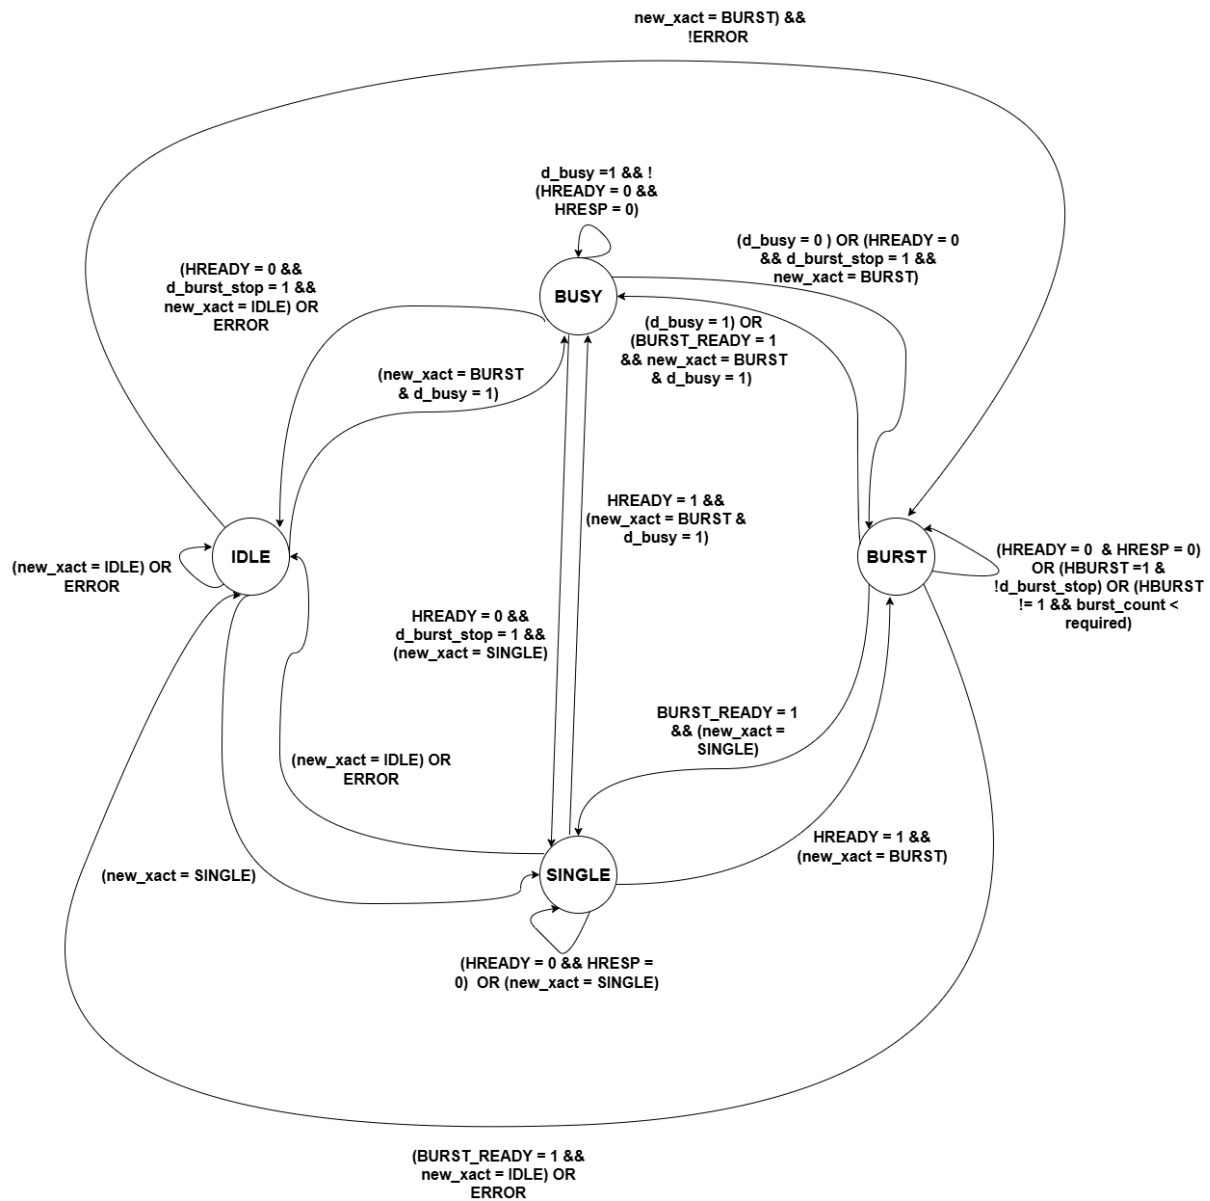 new_xact = BURST) &&
!ERROR
d_busy =1 && !
(HREADY = 0 &&
HRESP = 0)
(d_busy = 0 ) OR (HREADY = 0
&& d_burst_stop = 1 &&
new_xact = BURST)
(HREADY = 0 &&
d_burst_stop = 1 &&
new_xact = IDLE) OR
ERROR
BUSY
(d_busy = 1) OR
(BURST_READY = 1
&& new_xact = BURST
& d_busy = 1)
(new_xact = BURST
& d_busy = 1)
HREADY = 1 &&
(new_xact = BURST &
d_busy = 1)
IDLE
BURST
(new_xact = IDLE) OR
ERROR
(HREADY = 0  & HRESP = 0)
OR (HBURST =1 &
!d_burst_stop) OR (HBURST
!= 1 && burst_count <
required)
HREADY = 0 &&
d_burst_stop = 1 &&
(new_xact = SINGLE)
BURST_READY = 1
&& (new_xact =
SINGLE)
(new_xact = IDLE) OR
ERROR
HREADY = 1 &&
(new_xact = BURST)
(new_xact = SINGLE)
SINGLE
(HREADY = 0 && HRESP =
0)  OR (new_xact = SINGLE)
(BURST_READY = 1 &&
new_xact = IDLE) OR
ERROR